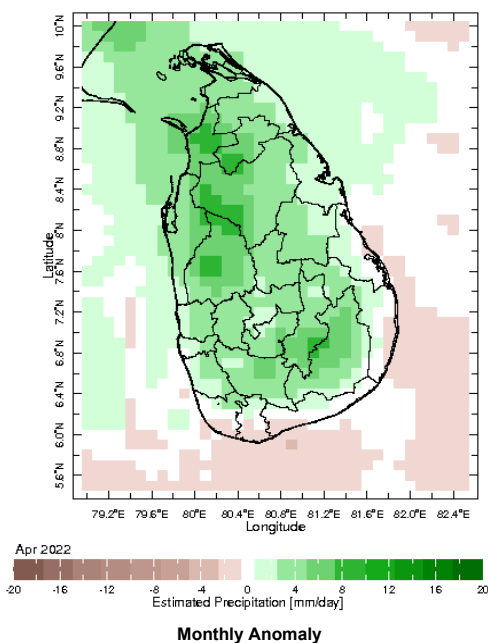 10°N
9.6°N
9.2°N
8.8°N
8.4°N
8°N
7.6°N
7.2°N
6.8°N
6.4°N
6.0°N
5.6°N
Latitude
79.2°E 79.6°E 80°E 80.4°E 80.8°E 81.2°E 81.6°E 82.0°E 82.4°E
Longitude
Apr 2022
-20 -16 -12 -8 -4 0 4 8 12 16 20
Estimated Precipitation [mm/day]
Monthly Anomaly